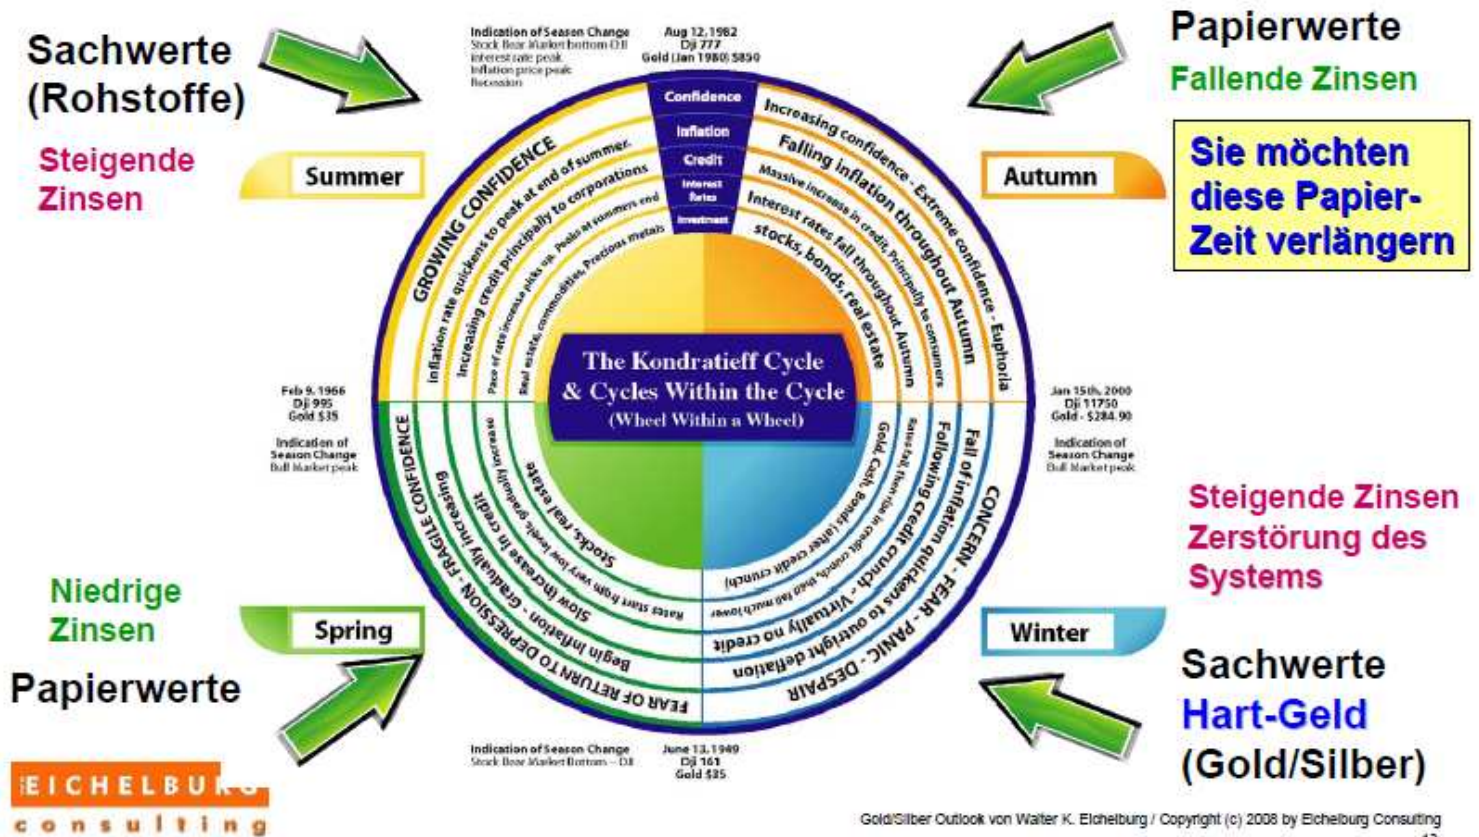 Sachwerte
(Rohstoffe)
Steigende
Zinsen
Summer
Indication of Season Change
Stock Bear Market bottom DJI
interest rate peak
Inflation price peak
Recession
Aug 12, 1982
Dji 777
Gold (Jan 1980) $850
Papierwerte
Fallende Zinsen
Sie möchten
diese Papier-
Zeit verlängern
Autumn
Confidence
Inflation
Credit
Interest
Rates
Investment
GROWING CONFIDENCE
Inflation rate quickens to peak at end of summer.
Increasing credit principally to corporations
Pace of rate increase picks up. Peaks at summers end
Real estate, commodities, Precious metals
Increasing confidence - Extreme confidence - Euphoria
Falling inflation throughout Autumn
Massive increase in credit, Principally to consumers
Interest rates fall throughout Autumn
stocks, bonds, real estate
The Kondratieff Cycle
& Cycles Within the Cycle
(Wheel Within a Wheel)
Feb 9, 1966
Dji 995
Gold $35
Indication of
Season Change
Bull Market peak
Jan 15th, 2000
Dji 11750
Gold - $284.90
Indication of
Season Change
Bull Market peak
FEAR OF RETURN TO DEPRESSION - FRAGILE CONFIDENCE
Begin Inflation - Gradually increasing
Slow increase in credit
Rates start from very low levels, gradually increase
Stocks, real estate
CONCERN - FEAR - PANIC - DESPAIR
Fall of inflation quickens to outright deflation
Following credit crunch - Virtually no credit
Rates fall, then rise in credit crunch, then fall much lower
Gold, Cash, Bonds (after credit crunch)
Niedrige
Zinsen
Spring
Papierwerte
Steigende Zinsen
Zerstörung des
Systems
Winter
Sachwerte
Hart-Geld
(Gold/Silber)
Indication of Season Change
Stock Bear Market Bottom - DJI
June 13, 1949
Dji 161
Gold $35
EICHELBURG
consulting
Gold/Silber Outlook von Walter K. Eichelburg / Copyright (c) 2008 by Eichelburg Consulting